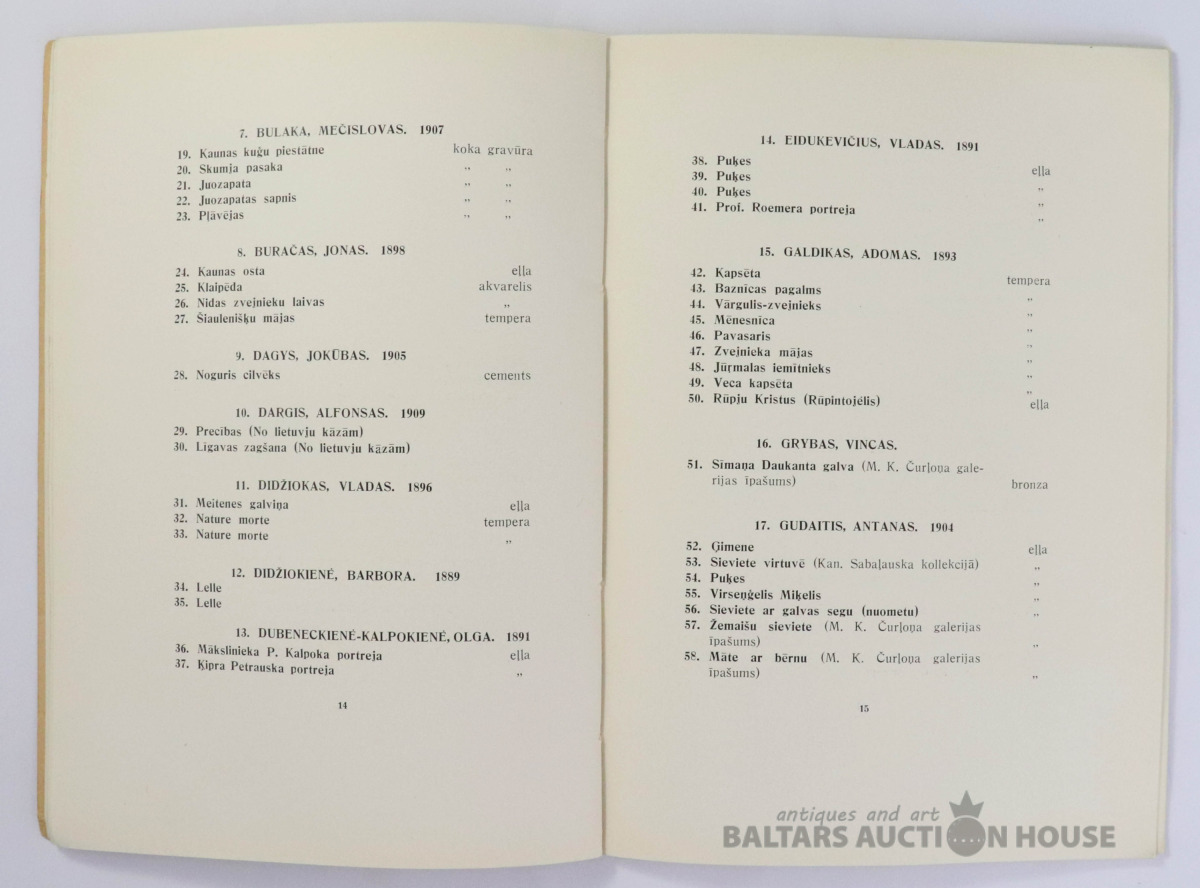 7. BULAKA, MEČISLOVAS. 1907
19. Kaunas kuģu piestātne koka gravūra
20. Skumja pasaka „ „
21. Juozapata „ „
22. Juozapatas sapnis „ „
23. Pļāvējas „ „
8. BURAČAS, JONAS. 1898
24. Kaunas osta eļļa
25. Klaipēda akvarelis
26. Nidas zvejnieku laivas „
27. Šiaulenišķu mājas tempera
9. DAGYS, JOKŪBAS. 1905
28. Noguris cilvēks cements
10. DARGIS, ALFONSAS. 1909
29. Precības (No lietuvju kāzām)
30. Līgavas zagšana (No lietuvju kāzām)
11. DIDŽIOKAS, VLADAS. 1896
31. Meitenes galviņa eļļa
32. Nature morte tempera
33. Nature morte „
12. DIDŽIOKIENÉ, BARBORA. 1889
34. Lelle
35. Lelle
13. DUBENECKIENÉ-KALPOKIENÉ, OLGA. 1891
36. Mākslinieka P. Kalpoka portreja eļļa
37. Ķipra Petrauska portreja „
14
14. EIDUKEVIČIUS, VLADAS. 1891
38. Puķes eļļa
39. Puķes „
40. Puķes „
41. Prof. Roemera portreja „
15. GALDIKAS, ADOMAS. 1893
42. Kapsēta tempera
43. Baznīcas pagalms „
44. Vārgulis-zvejnieks „
45. Mēnesnīca „
46. Pavasaris „
47. Zvejnieka mājas „
48. Jūrmalas iemītnieks „
49. Veca kapsēta „
50. Rūpju Kristus (Rūpintojėlis) eļļa
16. GRYBAS, VINCAS.
51. Sīmaņa Daukanta galva (M. K. Čurļoņa gale-
rijas īpašums) bronza
17. GUDAITIS, ANTANAS. 1904
52. Ģimene eļļa
53. Sieviete virtuvē (Kan. Sabaļauska kollekcijā) „
54. Puķes „
55. Virseņģelis Miķelis „
56. Sieviete ar galvas segu (nuometu) „
57. Žemaišu sieviete (M. K. Čurļoņa galerijas
īpašums) „
58. Māte ar bērnu (M. K. Čurļoņa galerijas
īpašums) „
15
antiques and art
BALTARS AUCTION HOUSE